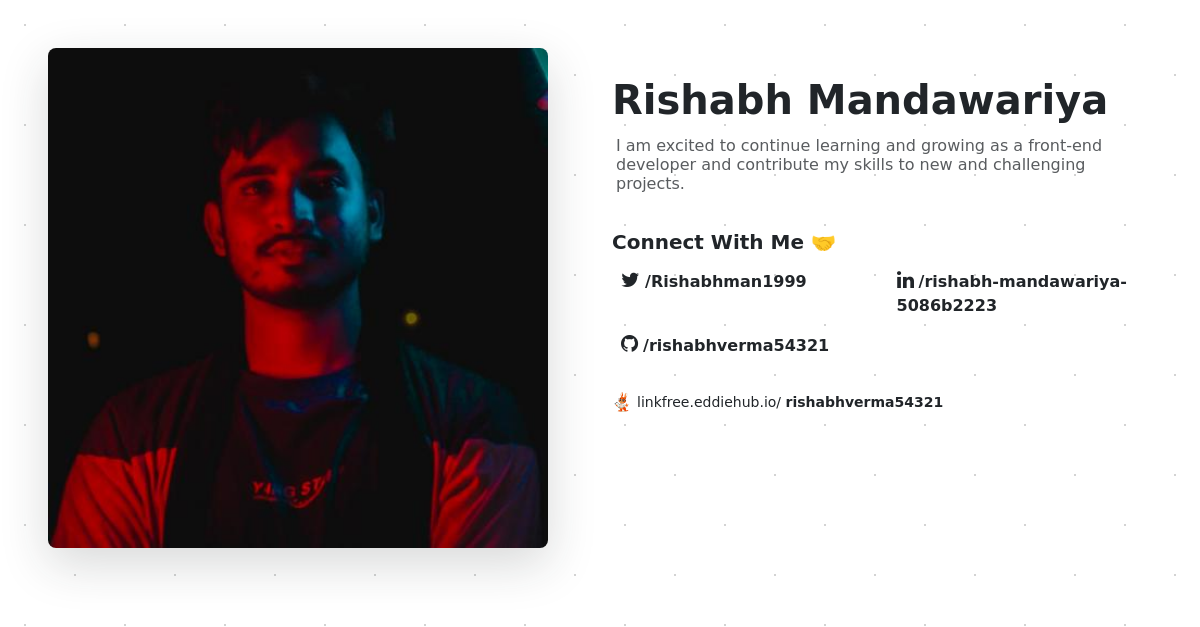 Rishabh Mandawariya
I am excited to continue learning and growing as a front-end
developer and contribute my skills to new and challenging
projects.
Connect With Me 🤝
/Rishabhman1999
/rishabh-mandawariya-
5086b2223
/rishabhverma54321
linkfree.eddiehub.io/ rishabhverma54321